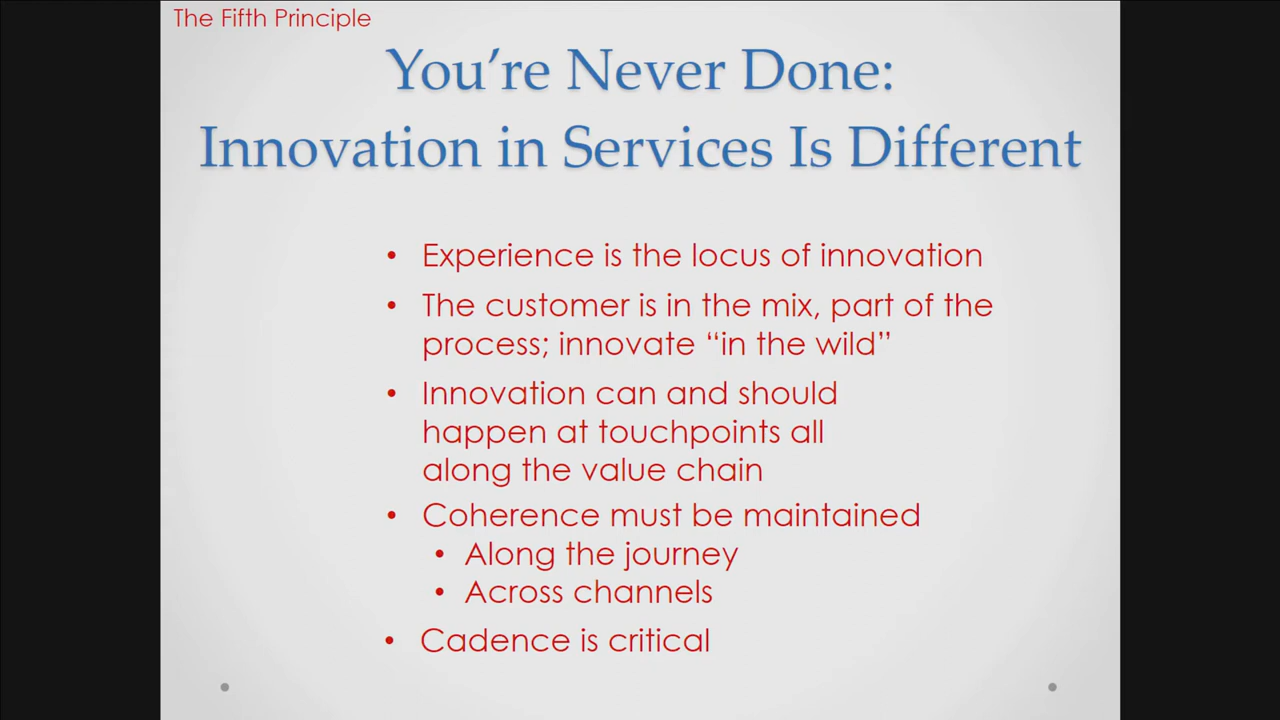 The Fifth Principle
You’re Never Done:
Innovation in Services Is Different
• Experience is the locus of innovation
• The customer is in the mix, part of the
process; innovate “in the wild”
• Innovation can and should
happen at touchpoints all
along the value chain
• Coherence must be maintained
• Along the journey
• Across channels
• Cadence is critical